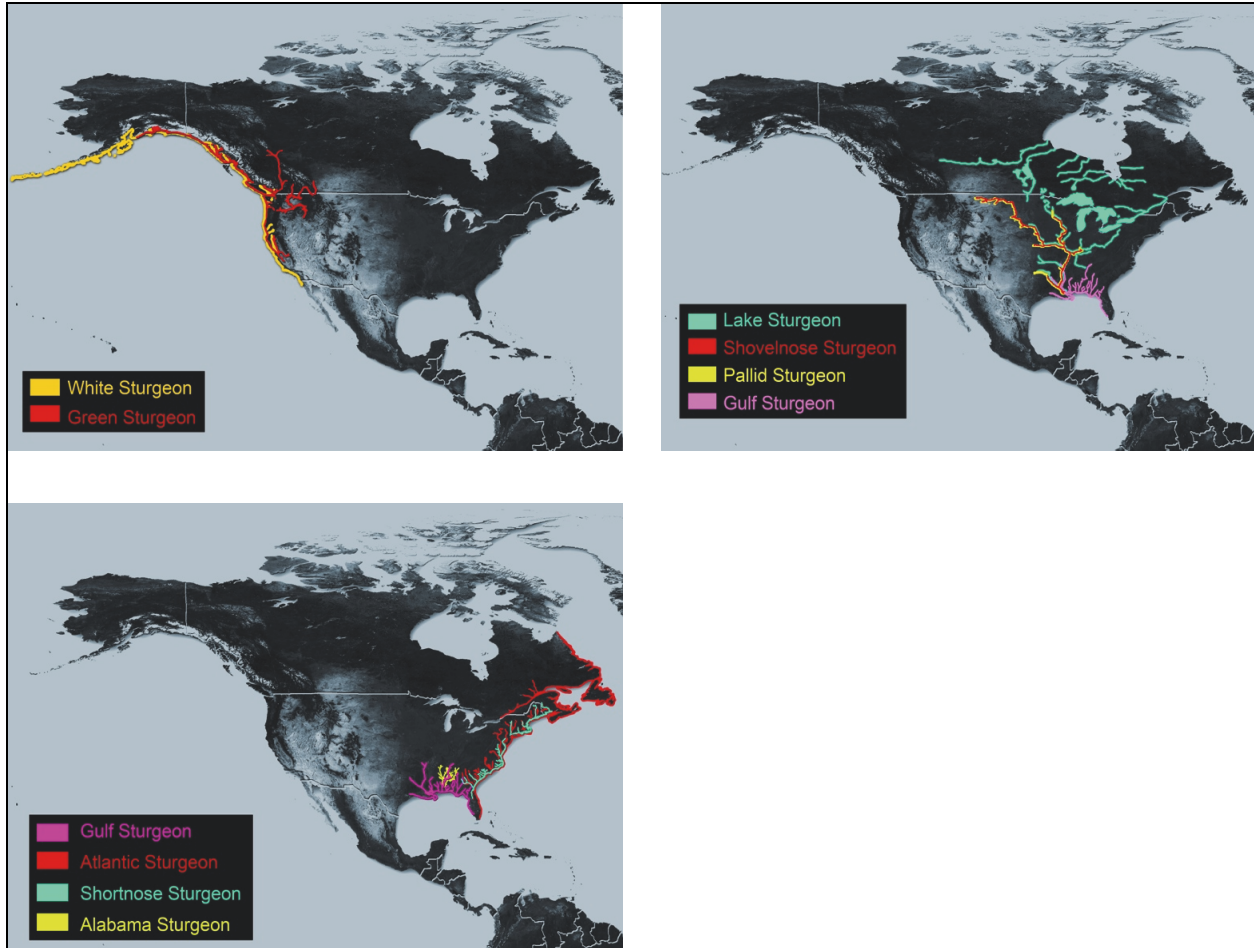 White Sturgeon
Green Sturgeon
Lake Sturgeon
Shovelnose Sturgeon
Pallid Sturgeon
Gulf Sturgeon
Gulf Sturgeon
Atlantic Sturgeon
Shortnose Sturgeon
Alabama Sturgeon